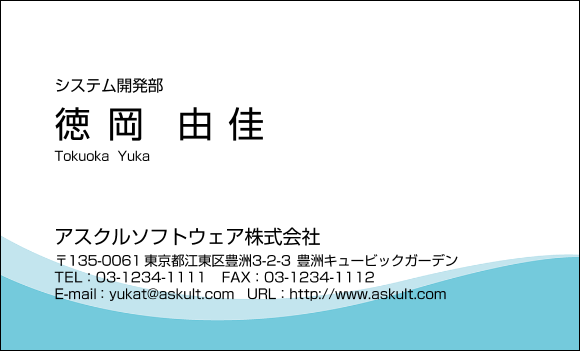 システム開発部
徳岡 由佳
Tokuoka Yuka
アスクルソフトウェア株式会社
〒135-0061 東京都江東区豊洲3-2-3 豊洲キュービックガーデン
TEL：03-1234-1111 FAX：03-1234-1112
E-mail：yukat@askult.com URL：http://www.askult.com